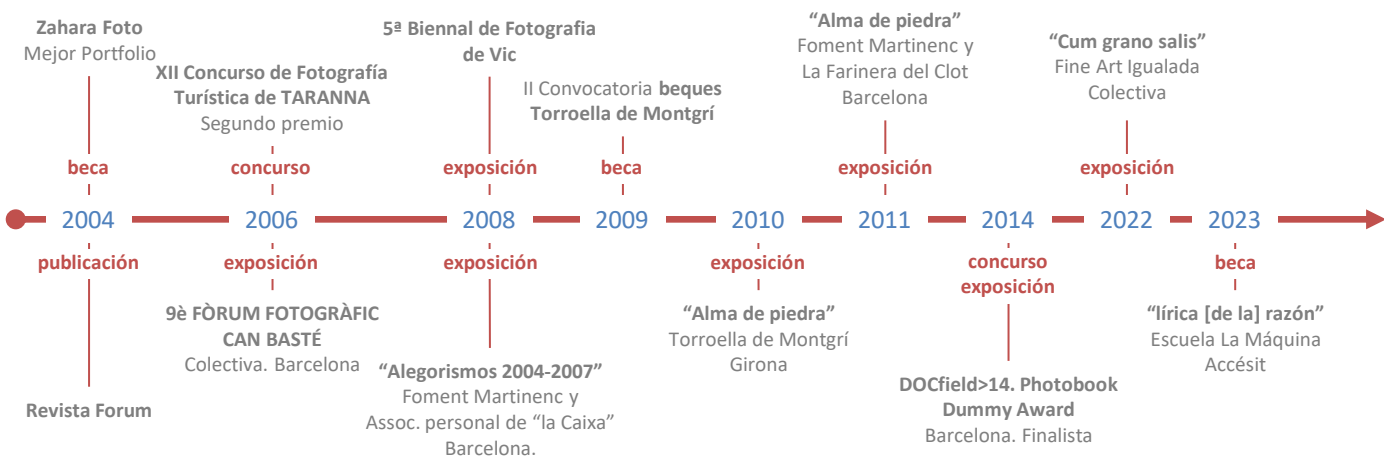 Zahara Foto
Mejor Portfolio
beca
XII Concurso de Fotografía
Turística de TARANNA
Segundo premio
concurso
5ª Biennal de Fotografia
de Vic
exposición
II Convocatoria beques
Torroella de Montgrí
beca
“Alma de piedra”
Foment Martinenc y
La Farinera del Clot
Barcelona
exposición
“Cum grano salis”
Fine Art Igualada
Colectiva
exposición
2004 2006 2008 2009 2010 2011 2014 2022 2023
publicación
Revista Forum
exposición
9è FÒRUM FOTOGRÀFIC
CAN BASTÉ
Colectiva. Barcelona
exposición
“Alegorismos 2004-2007”
Foment Martinenc y
Assoc. personal de “la Caixa”
Barcelona.
exposición
“Alma de piedra”
Torroella de Montgrí
Girona
concurso
exposición
DOCfield>14. Photobook
Dummy Award
Barcelona. Finalista
beca
“lírica [de la] razón”
Escuela La Máquina
Accésit